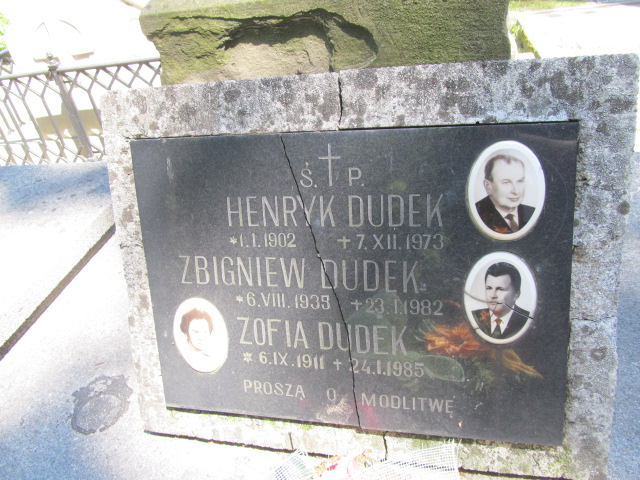 Ś. P.
HENRYK DUDEK
*1.I.1902 +7.XII.1973
ZBIGNIEW DUDEK
*6.VIII.1935 +23.I.1982
ZOFIA DUDEK
*6.IX.1911 +24.I.1985
PROSZĄ O MODLITWĘ